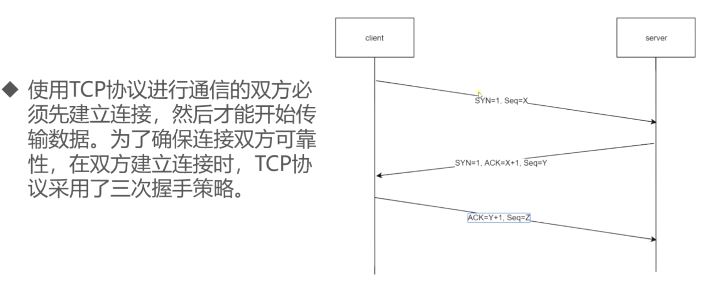 使用TCP协议进行通信的双方必
须先建立连接，然后才能开始传
输数据。为了确保连接双方可靠
性，在双方建立连接时，TCP协
议采用了三次握手策略。
client
server
SYN=1, Seq=X
SYN=1, ACK=X+1, Seq=Y
ACK=Y+1, Seq=Z